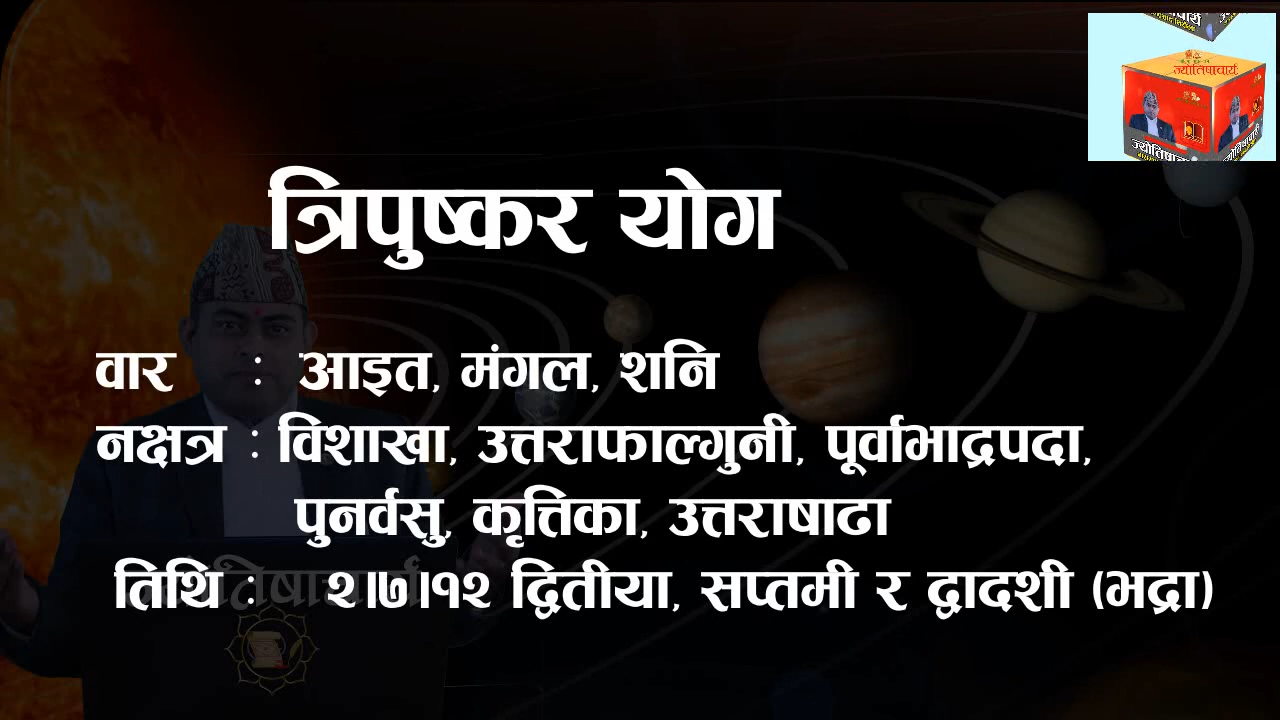 ज्योतिषाचार्य
ज्योतिषाचार्य
त्रिपुष्कर योग
वार : आइत, मंगल, शनि
नक्षत्र : विशाखा, उत्तराफाल्गुनी, पूर्वाभाद्रपदा,
पुनर्वसु, कृत्तिका, उत्तराषाढा
तिथि : २।७।१२ द्वितीया, सप्तमी र द्वादशी (भद्रा)
ज्योतिषाचार्य